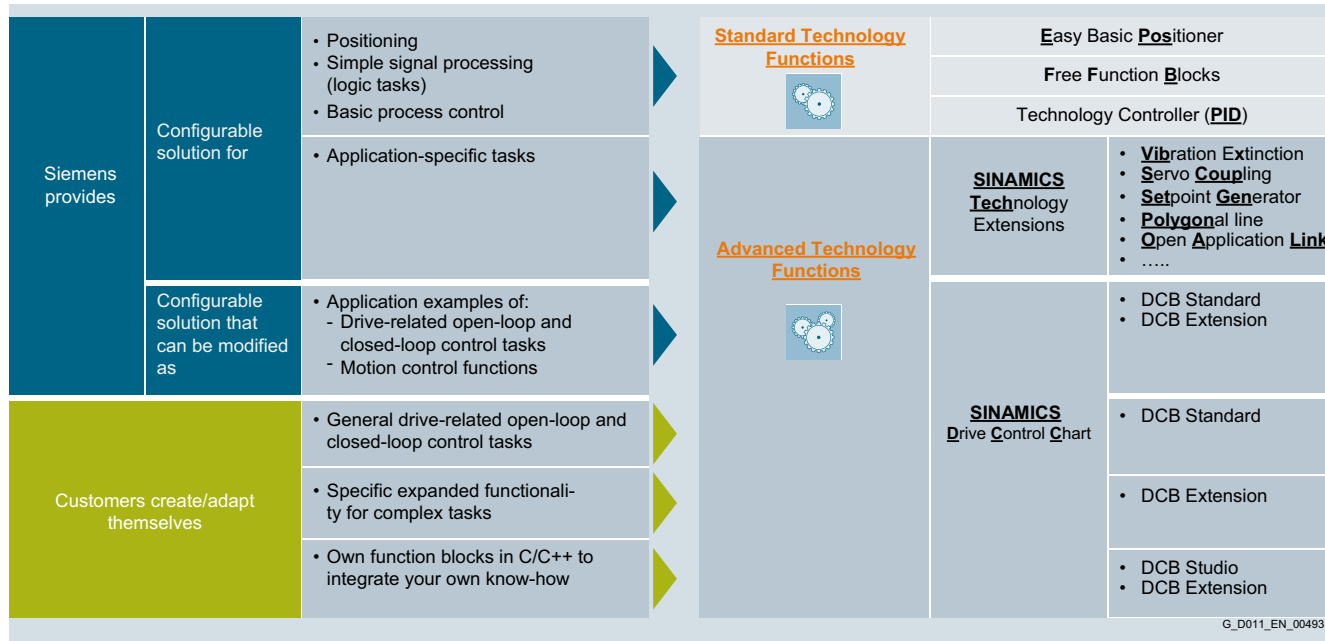 Siemens
provides
Configurable
solution for
• Positioning
• Simple signal processing
(logic tasks)
• Basic process control
• Application-specific tasks
Configurable
solution that
can be modified
as
• Application examples of:
- Drive-related open-loop and
closed-loop control tasks
- Motion control functions
Customers create/adapt
themselves
• General drive-related open-loop and
closed-loop control tasks
• Specific expanded functionali-
ty for complex tasks
• Own function blocks in C/C++ to
integrate your own know-how
Standard Technology
Functions
Easy Basic Positioner
Free Function Blocks
Technology Controller (PID)
Advanced Technology
Functions
SINAMICS
Technology
Extensions
• Vibration Extinction
• Servo Coupling
• Setpoint Generator
• Polygonal line
• Open Application Link
• .....
SINAMICS
Drive Control Chart
• DCB Standard
• DCB Extension
• DCB Standard
• DCB Extension
• DCB Studio
• DCB Extension
G_D011_EN_00493